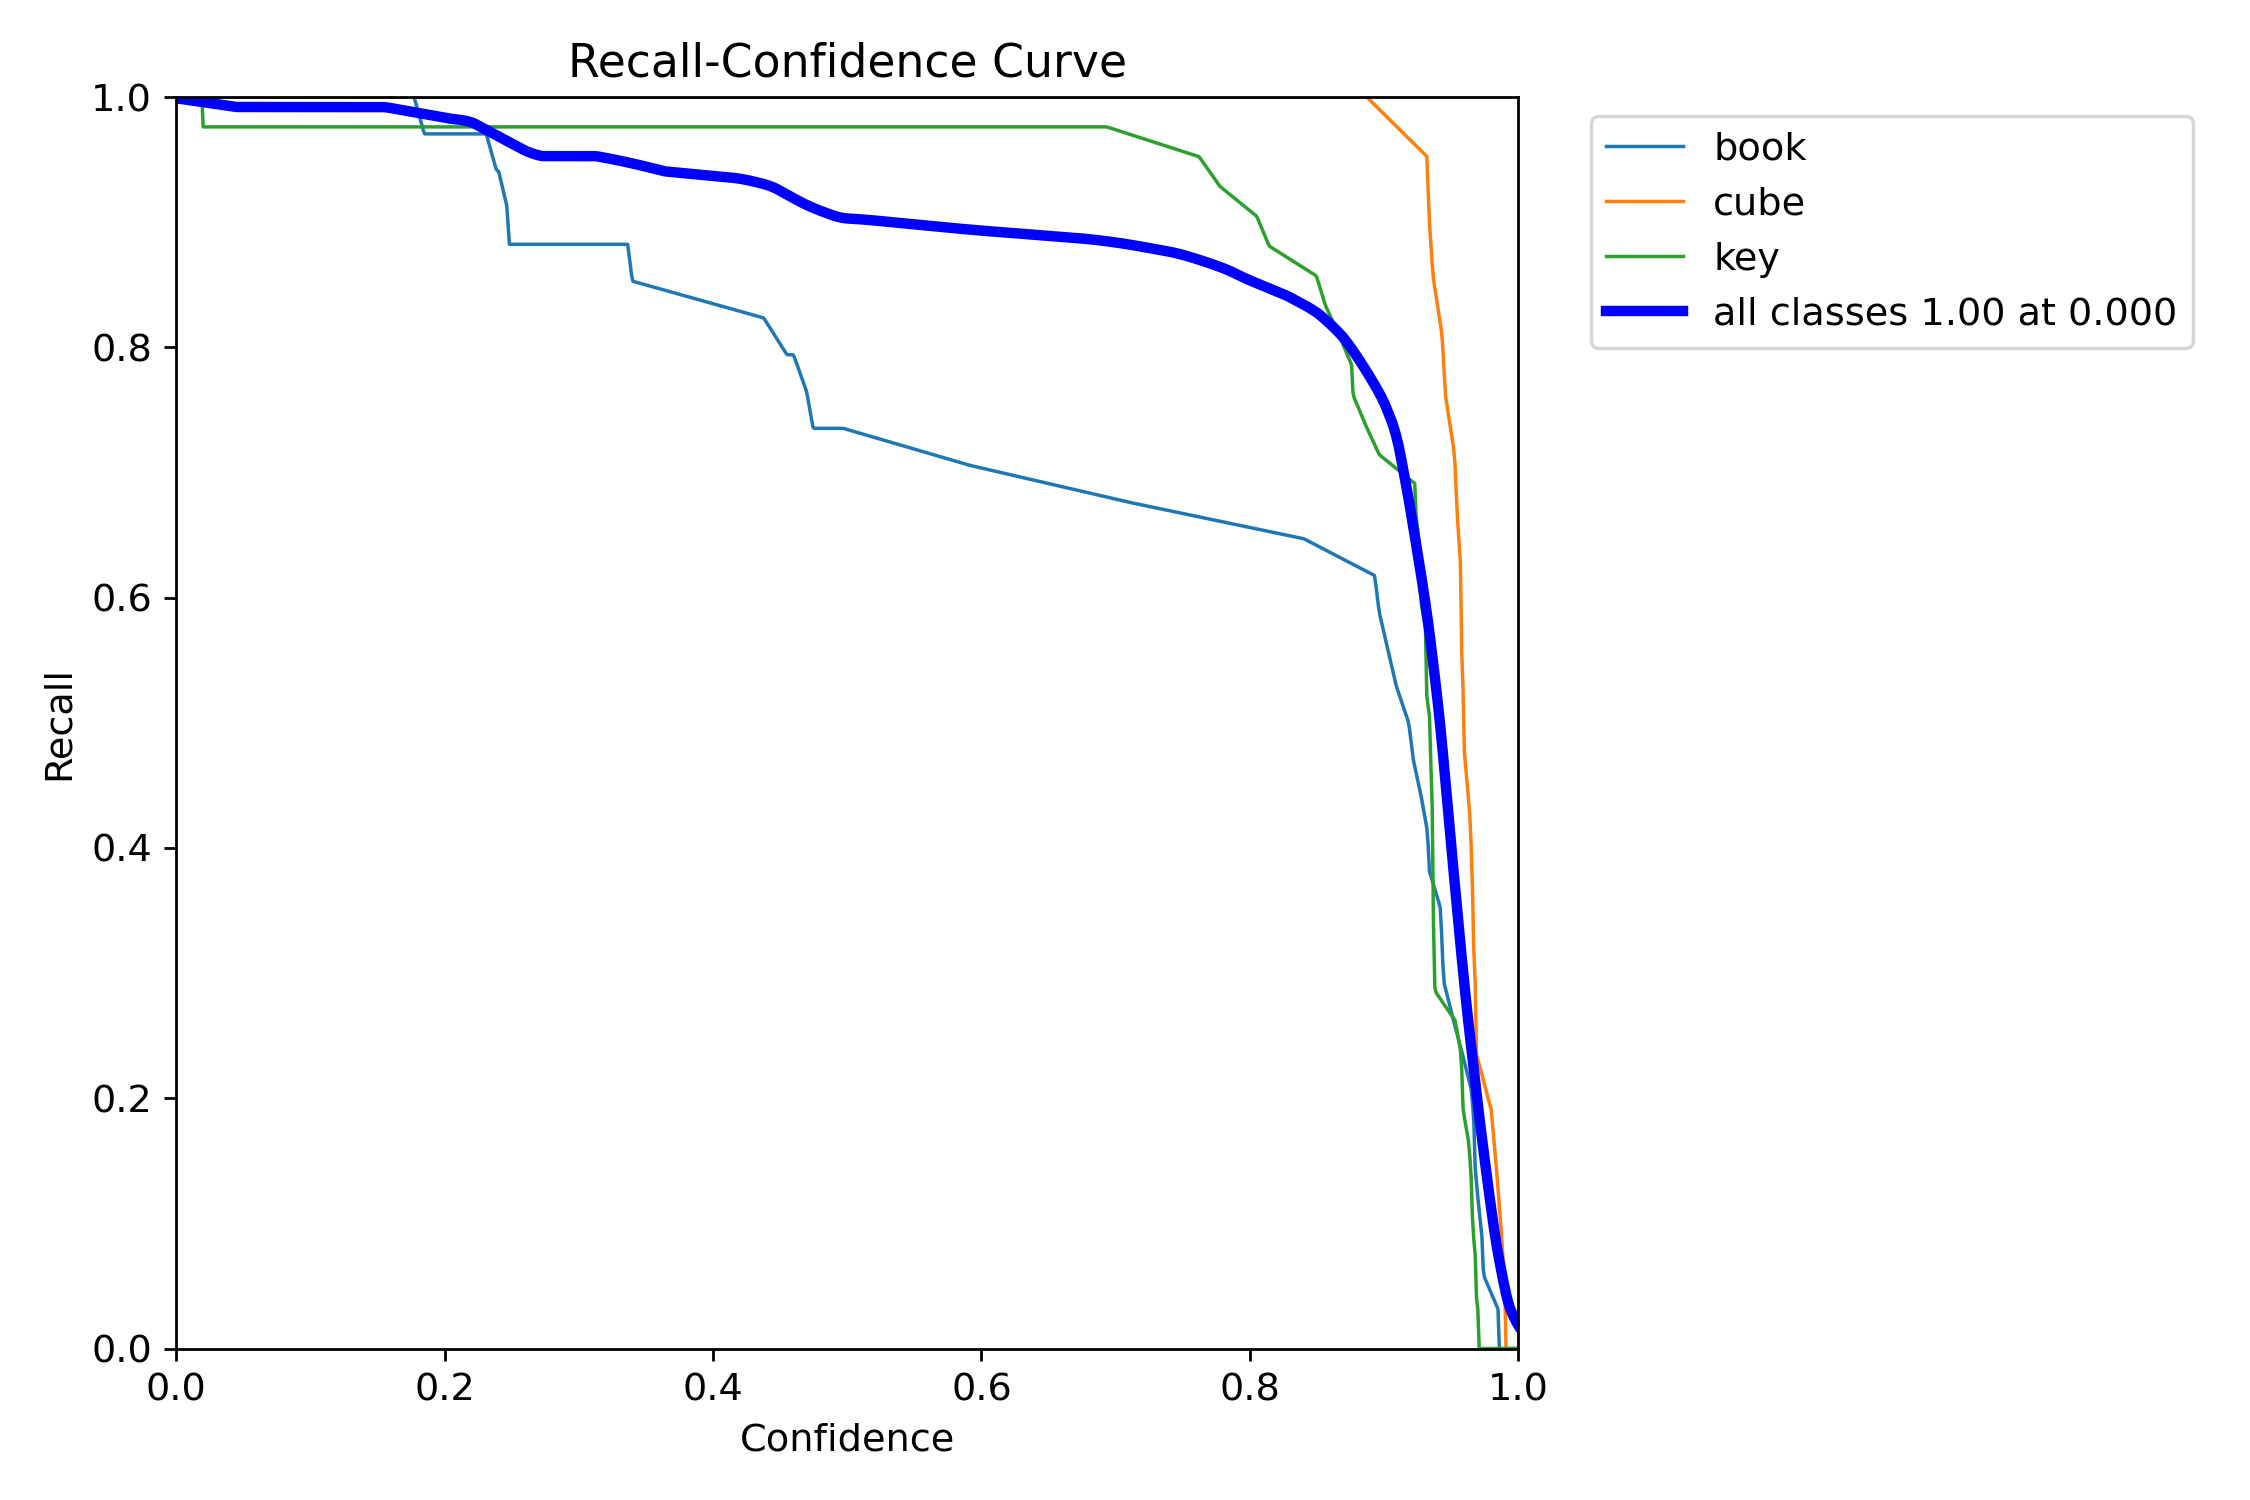 Recall-Confidence Curve
1.0
0.8
0.6
0.4
0.2
0.0
Recall
0.0 0.2 0.4 0.6 0.8 1.0
Confidence
book
cube
key
all classes 1.00 at 0.000